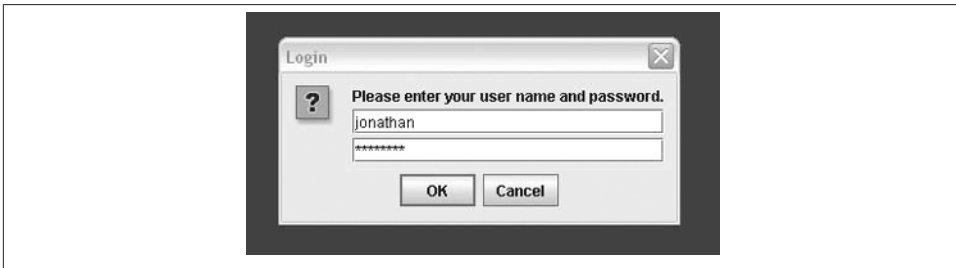 Login
?
Please enter your user name and password.
jonathan
********
OK Cancel